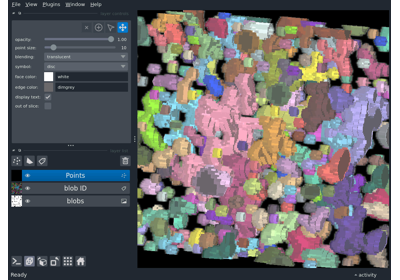 File View Plugins Window Help
opacity: 1.00
point size: 10
blending: translucent
symbol: disc
face color: white
edge color: dimgrey
display text:
out of slice:
Points
blob ID
blobs
Ready
activity